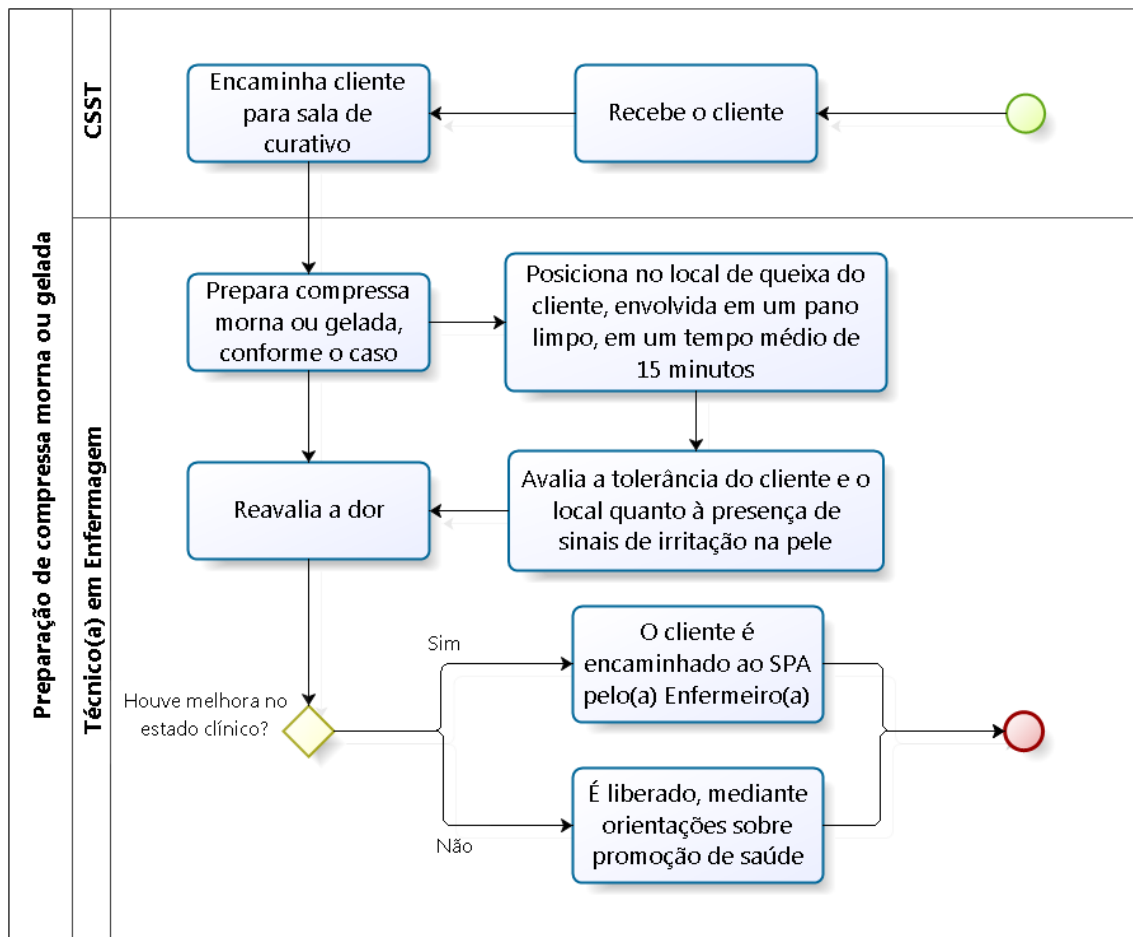 Preparação de compressa morna ou gelada
CSST
Encaminha cliente
para sala de
curativo
Recebe o cliente
Técnico(a) em Enfermagem
Prepara compressa
morna ou gelada,
conforme o caso
Posiciona no local de queixa do
cliente, envolvida em um pano
limpo, em um tempo médio de
15 minutos
Reavalia a dor
Avalia a tolerância do cliente e o
local quanto à presença de
sinais de irritação na pele
Houve melhora no
estado clínico?
Sim
O cliente é
encaminhado ao SPA
pelo(a) Enfermeiro(a)
Não
É liberado, mediante
orientações sobre
promoção de saúde